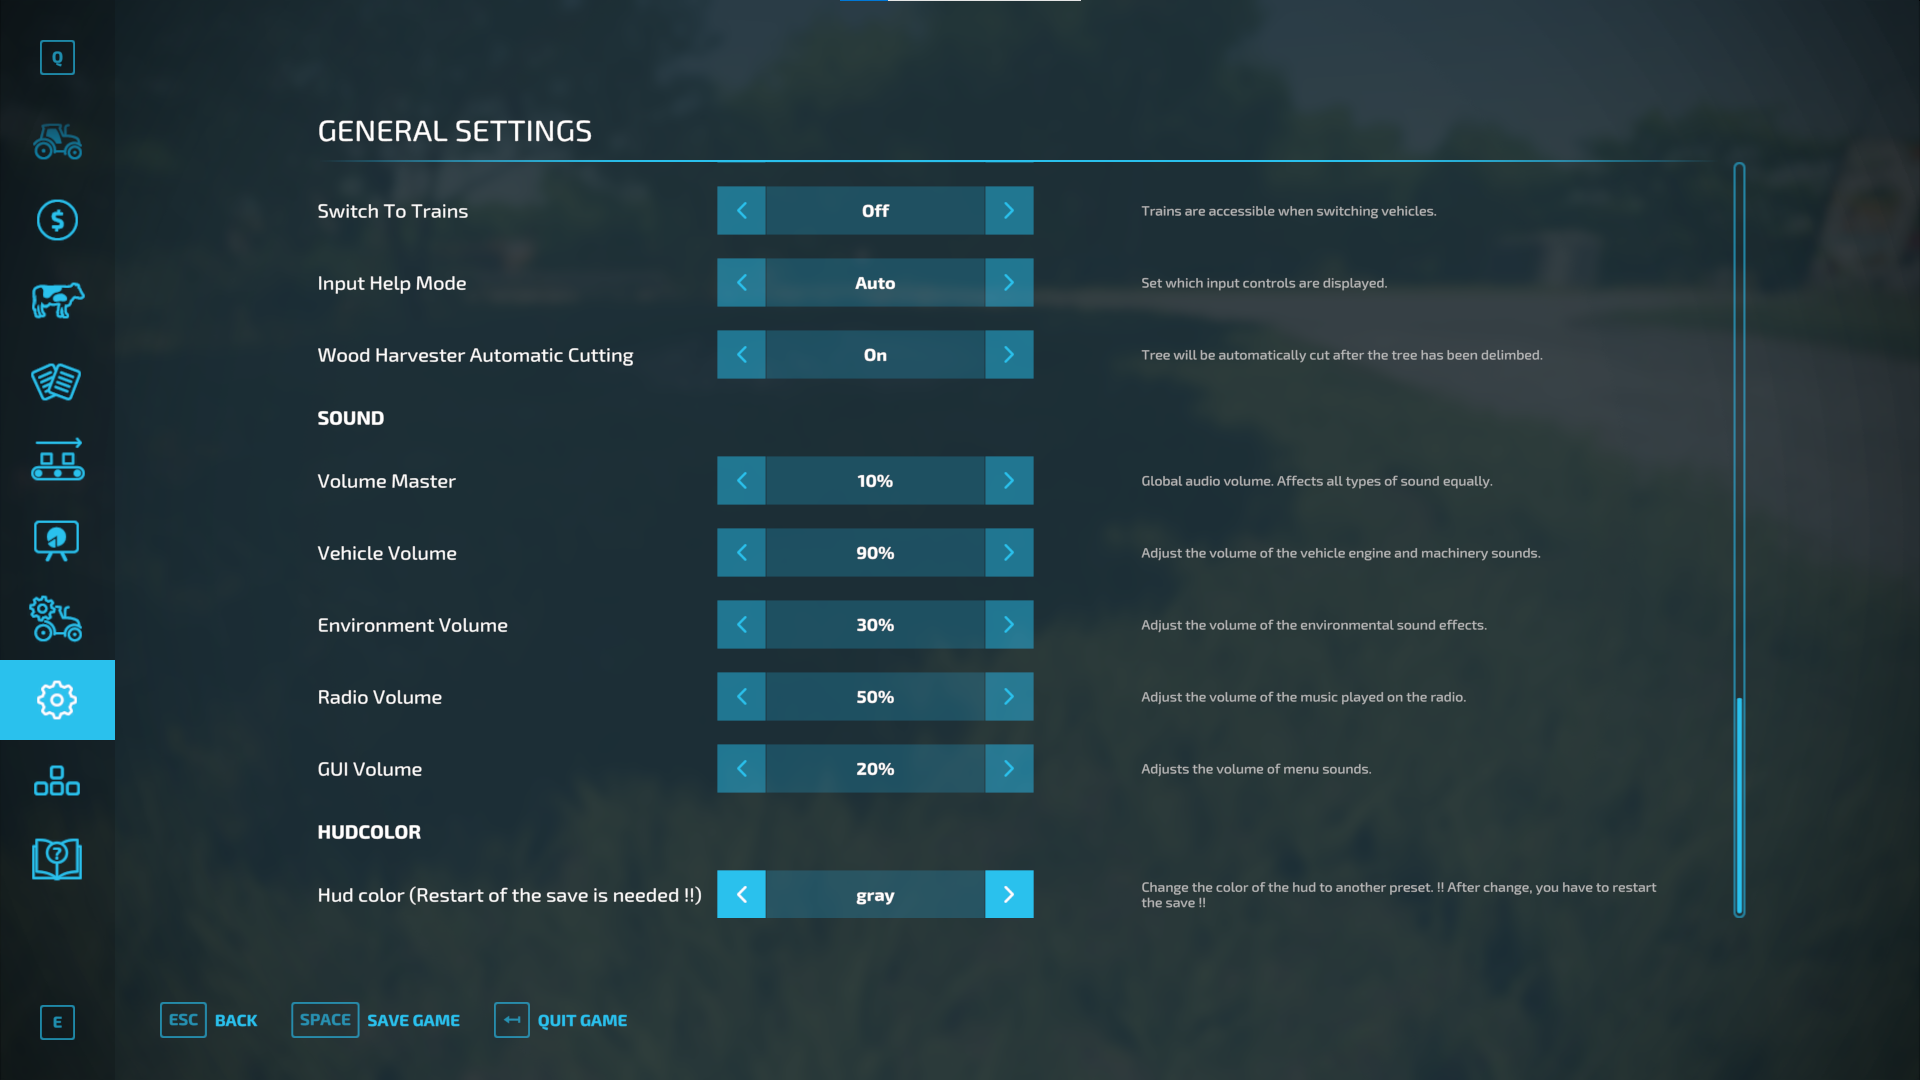 Q
GENERAL SETTINGS
Switch To Trains Off Trains are accessible when switching vehicles.
Input Help Mode Auto Set which input controls are displayed.
Wood Harvester Automatic Cutting On Tree will be automatically cut after the tree has been delimbed.
SOUND
Volume Master 10% Global audio volume. Affects all types of sound equally.
Vehicle Volume 90% Adjust the volume of the vehicle engine and machinery sounds.
Environment Volume 30% Adjust the volume of the environmental sound effects.
Radio Volume 50% Adjust the volume of the music played on the radio.
GUI Volume 20% Adjusts the volume of menu sounds.
HUDCOLOR
Hud color (Restart of the save is needed !!) gray Change the color of the hud to another preset. !! After change, you have to restart
the save !!
E ESC BACK SPACE SAVE GAME QUIT GAME